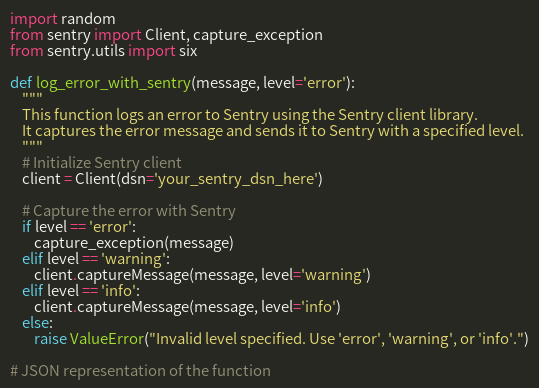 import random
from sentry import Client, capture_exception
from sentry.utils import six

def log_error_with_sentry(message, level='error'):
    """
    This function logs an error to Sentry using the Sentry client library.
    It captures the error message and sends it to Sentry with a specified level.
    """
    # Initialize Sentry client
    client = Client(dsn='your_sentry_dsn_here')

    # Capture the error with Sentry
    if level == 'error':
        capture_exception(message)
    elif level == 'warning':
        client.captureMessage(message, level='warning')
    elif level == 'info':
        client.captureMessage(message, level='info')
    else:
        raise ValueError("Invalid level specified. Use 'error', 'warning', or 'info'.")

# JSON representation of the function